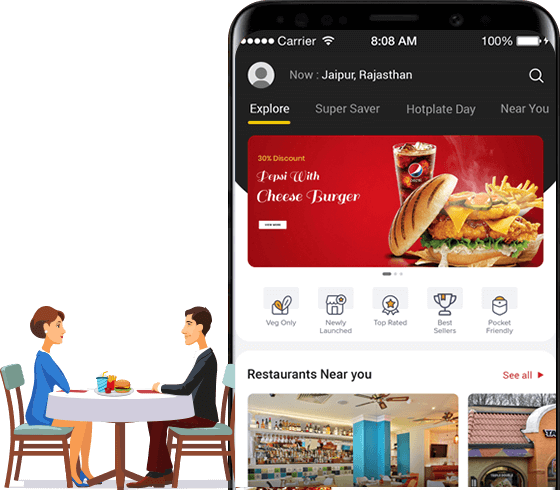 Carrier
8:08 AM
100%
Now : Jaipur, Rajasthan
Explore
Super Saver
Hotplate Day
Near You
30% Discount
Pepsi With
Cheese Burger
VIEW MORE
Veg Only
Newly
Launched
Top Rated
Best
Sellers
Pocket
Friendly
Restaurants Near you
See all
TA